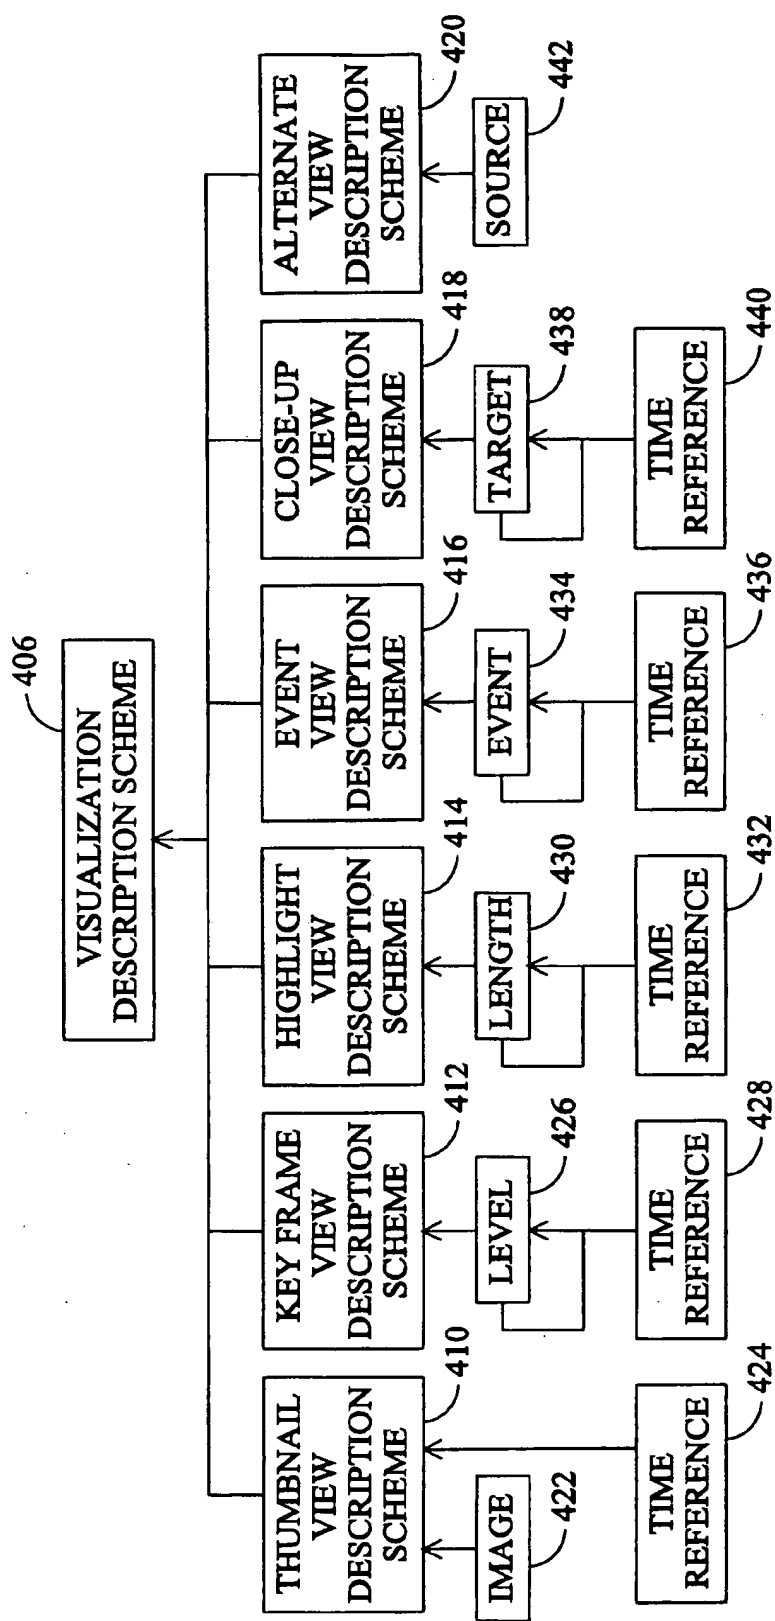 VISUALIZATION
DESCRIPTION SCHEME
406
THUMBNAIL
VIEW
DESCRIPTION
SCHEME
410
KEY FRAME
VIEW
DESCRIPTION
SCHEME
412
HIGHLIGHT
VIEW
DESCRIPTION
SCHEME
414
EVENT
VIEW
DESCRIPTION
SCHEME
416
CLOSE-UP
VIEW
DESCRIPTION
SCHEME
418
ALTERNATE
VIEW
DESCRIPTION
SCHEME
420
IMAGE
422
LEVEL
426
LENGTH
430
EVENT
434
TARGET
438
SOURCE
442
TIME
REFERENCE
424
TIME
REFERENCE
428
TIME
REFERENCE
432
TIME
REFERENCE
436
TIME
REFERENCE
440